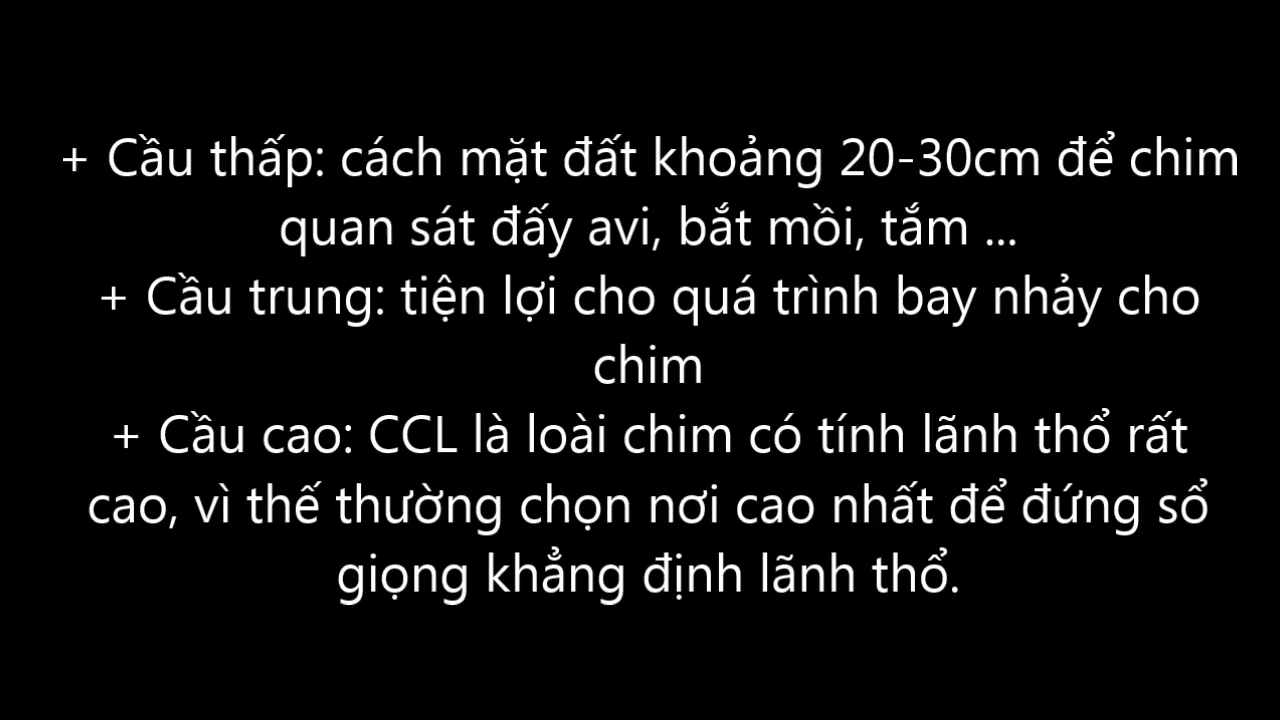 + Cầu thấp: cách mặt đất khoảng 20-30cm để chim
quan sát đấy avi, bắt mồi, tắm ...
+ Cầu trung: tiện lợi cho quá trình bay nhảy cho
chim
+ Cầu cao: CCL là loài chim có tính lãnh thổ rất
cao, vì thế thường chọn nơi cao nhất để đứng sổ
giọng khẳng định lãnh thổ.